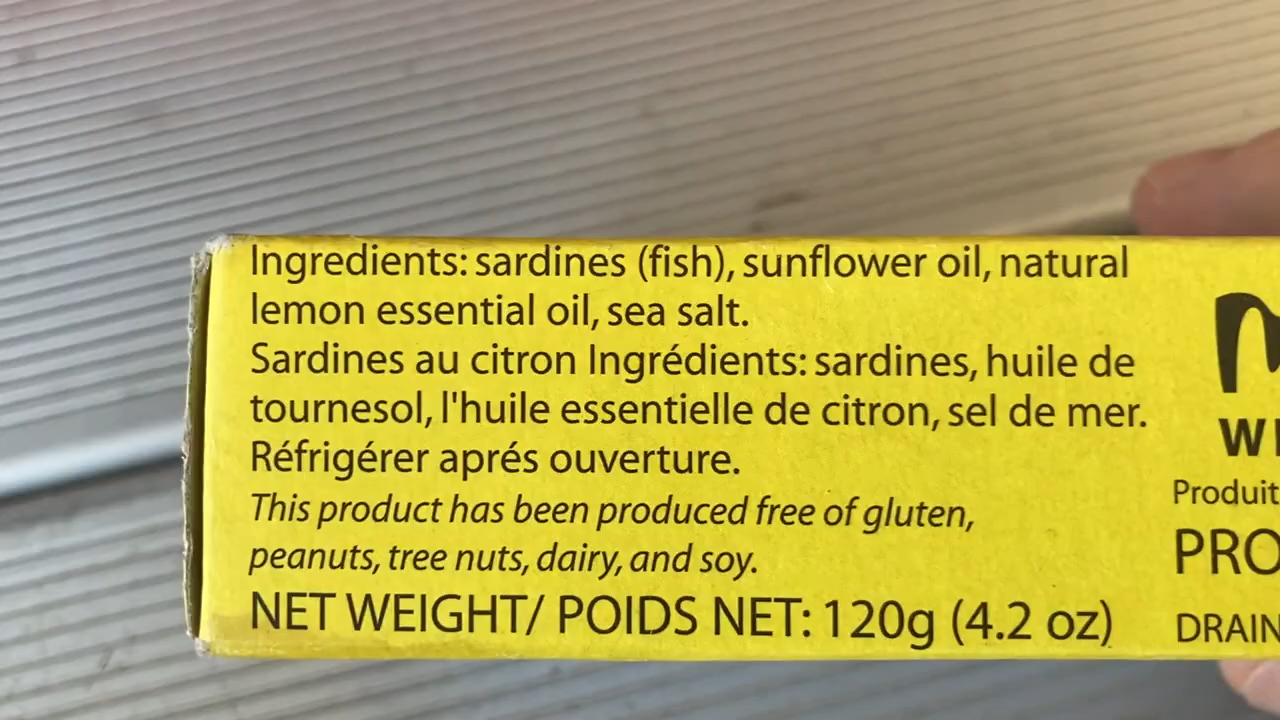 Ingredients: sardines (fish), sunflower oil, natural
lemon essential oil, sea salt.
Sardines au citron Ingrédients: sardines, huile de
tournesol, l'huile essentielle de citron, sel de mer.
Réfrigérer aprés ouverture.
This product has been produced free of gluten,
peanuts, tree nuts, dairy, and soy.
NET WEIGHT/ POIDS NET: 120g (4.2 oz)
Produit